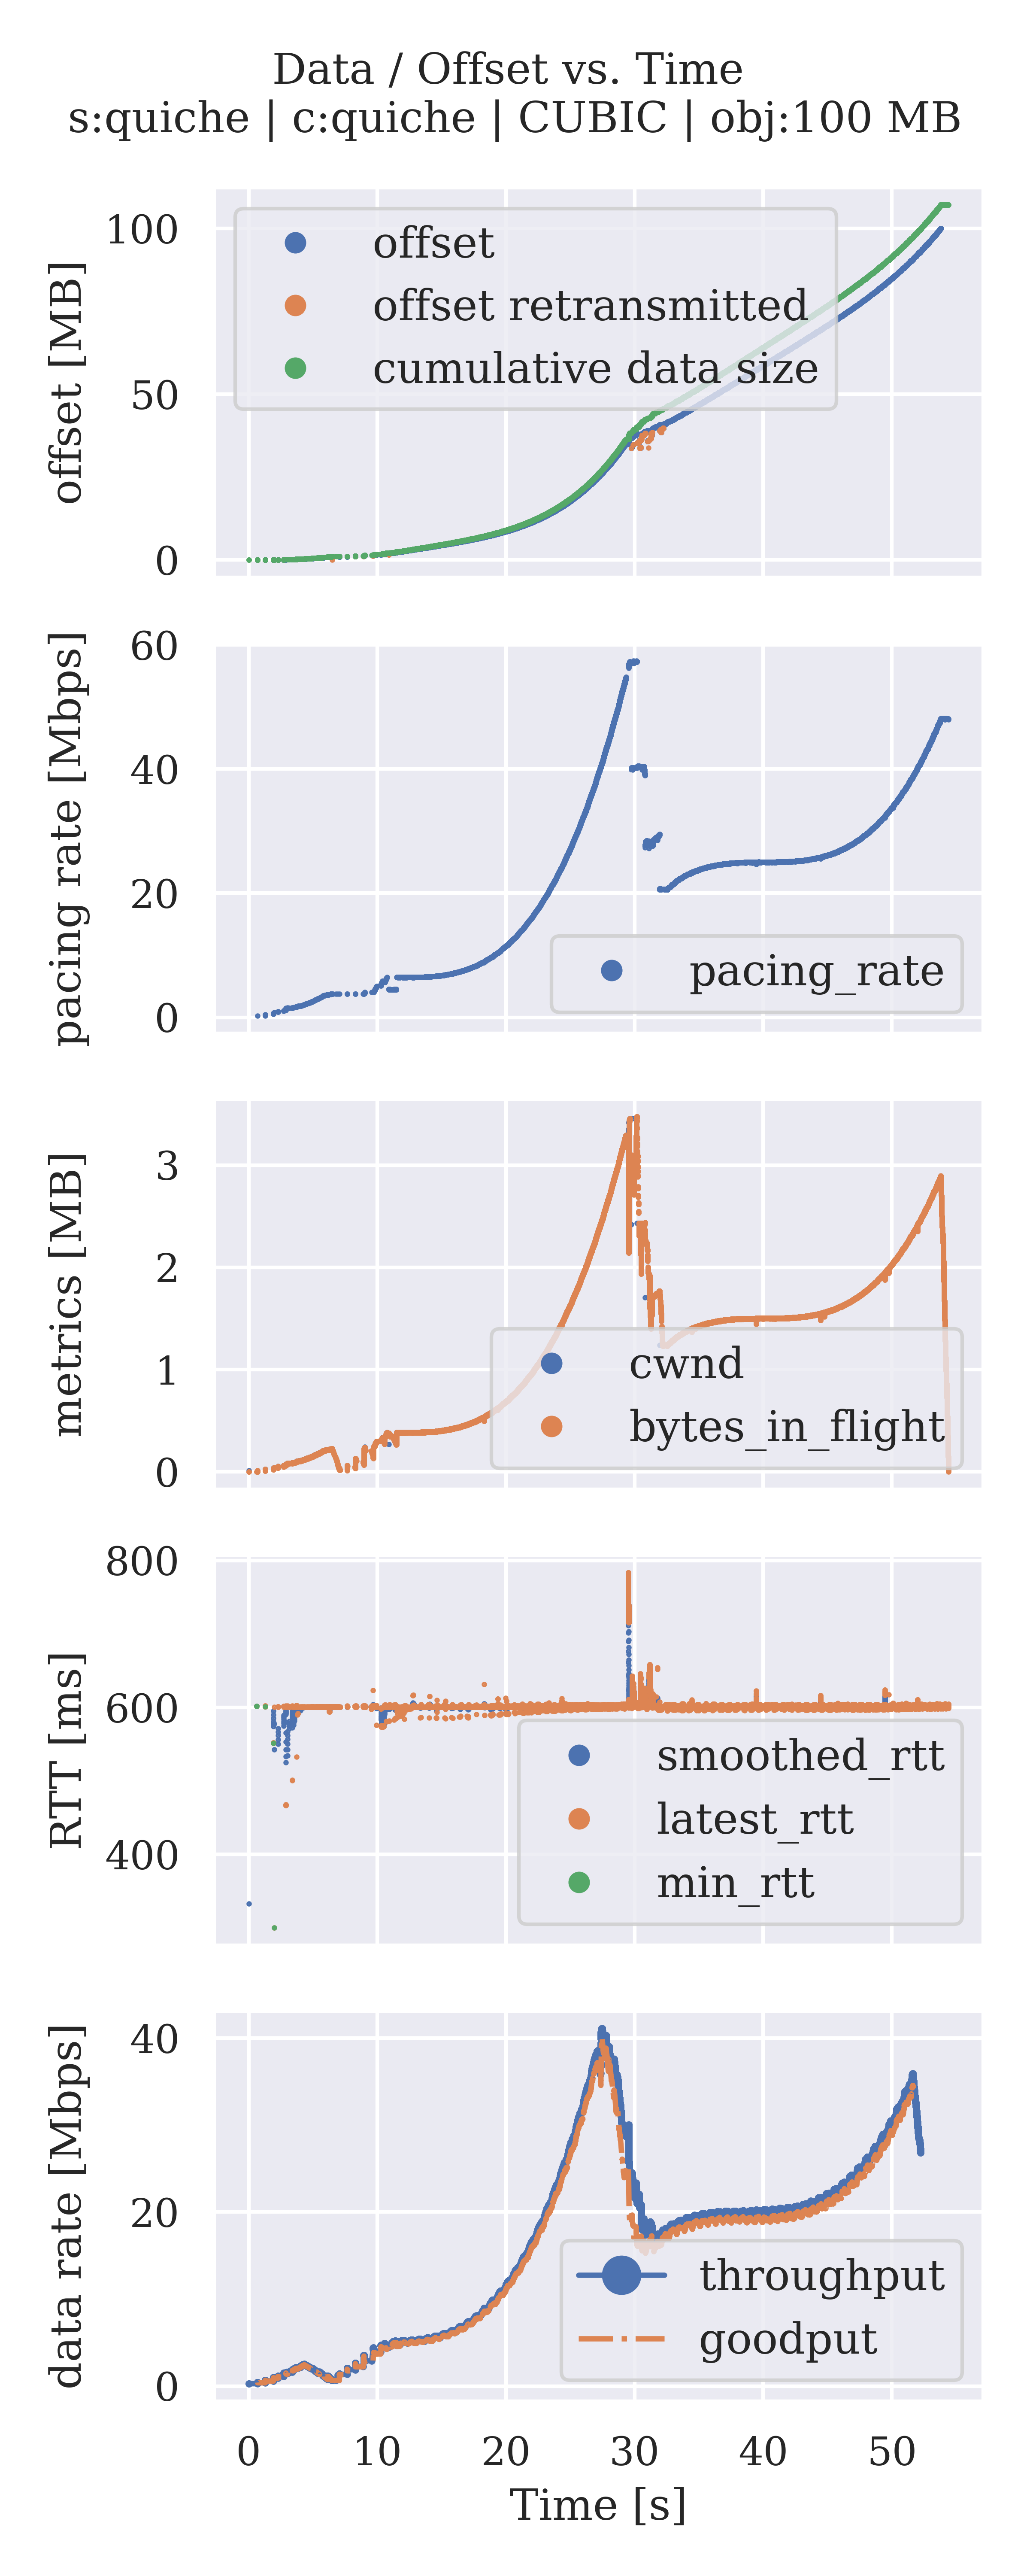 Data / Offset vs. Time
s:quiche | c:quiche | CUBIC | obj:100 MB
offset [MB]
100
50
0
offset
offset retransmitted
cumulative data size
pacing rate [Mbps]
60
40
20
0
pacing_rate
metrics [MB]
3
2
1
0
cwnd
bytes_in_flight
RTT [ms]
800
600
400
smoothed_rtt
latest_rtt
min_rtt
data rate [Mbps]
40
20
0
throughput
goodput
0 10 20 30 40 50
Time [s]